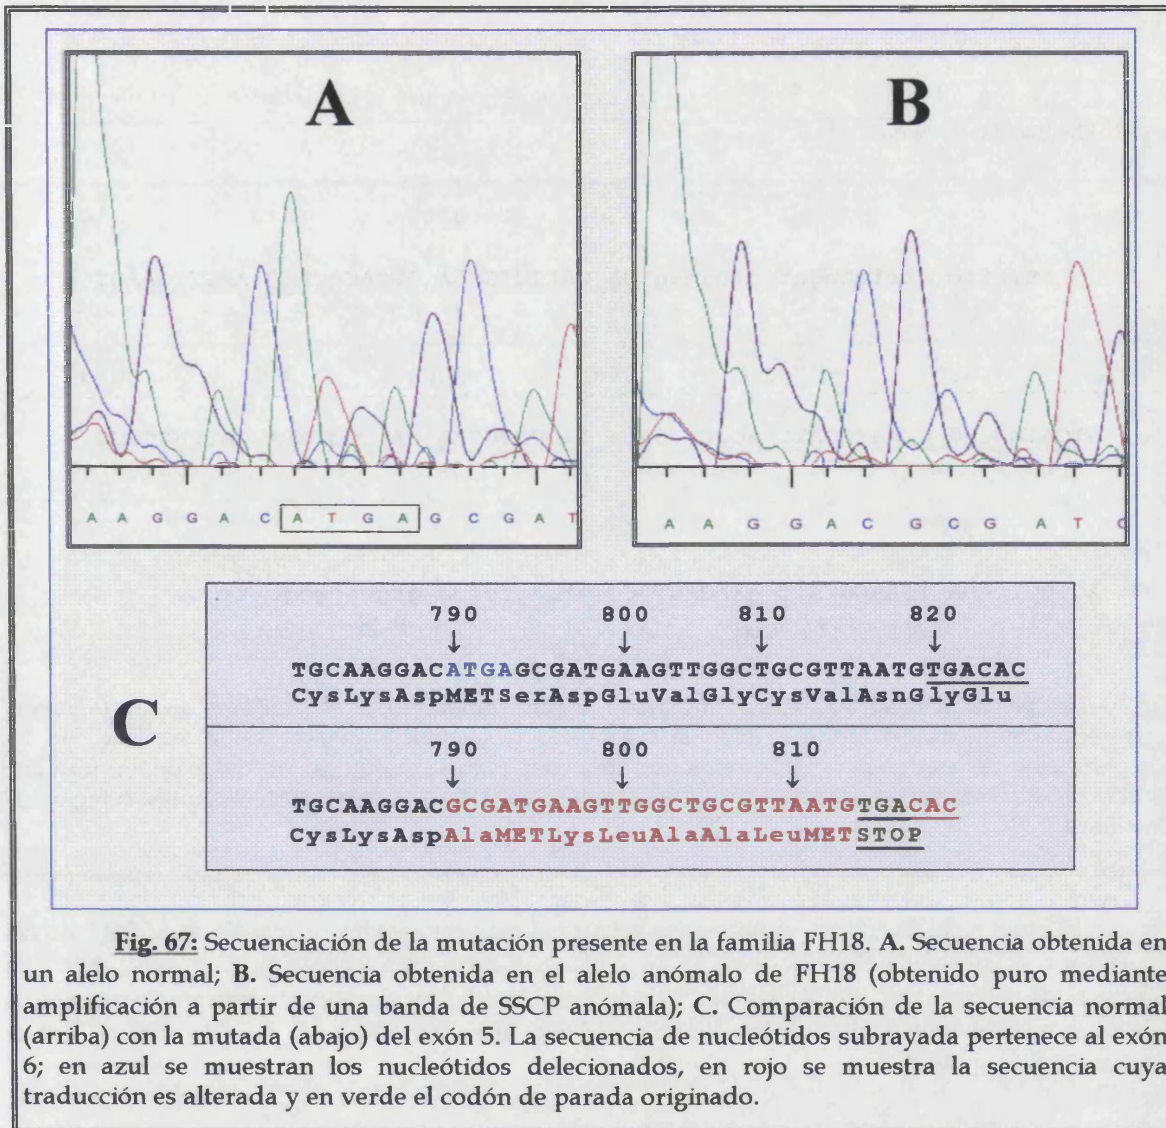 A
B
A A G G A C A T G A G C G A T
A A G G A C G C G A T C
C
790 800 810 820
↓ ↓ ↓ ↓
TGCAAGGACATGAGCGATGAAGTTGGCTGCGTTAATGTGACAC
CysLysAspMETSerAspGluValGlyCysValAsnGlyGlu
790 800 810
↓ ↓ ↓
TGCAAGGACGCGATGAAGTTGGCTGCGTTAATGTGACAC
CysLysAspAlaMETLysLeuAlaAlaLeuMETSTOP
Fig. 67: Secuenciación de la mutación presente en la familia FH18. A. Secuencia obtenida en
un alelo normal; B. Secuencia obtenida en el alelo anómalo de FH18 (obtenido puro mediante
amplificación a partir de una banda de SSCP anómala); C. Comparación de la secuencia normal
(arriba) con la mutada (abajo) del exón 5. La secuencia de nucleótidos subrayada pertenece al exón
6; en azul se muestran los nucleótidos delecionados, en rojo se muestra la secuencia cuya
traducción es alterada y en verde el codón de parada originado.